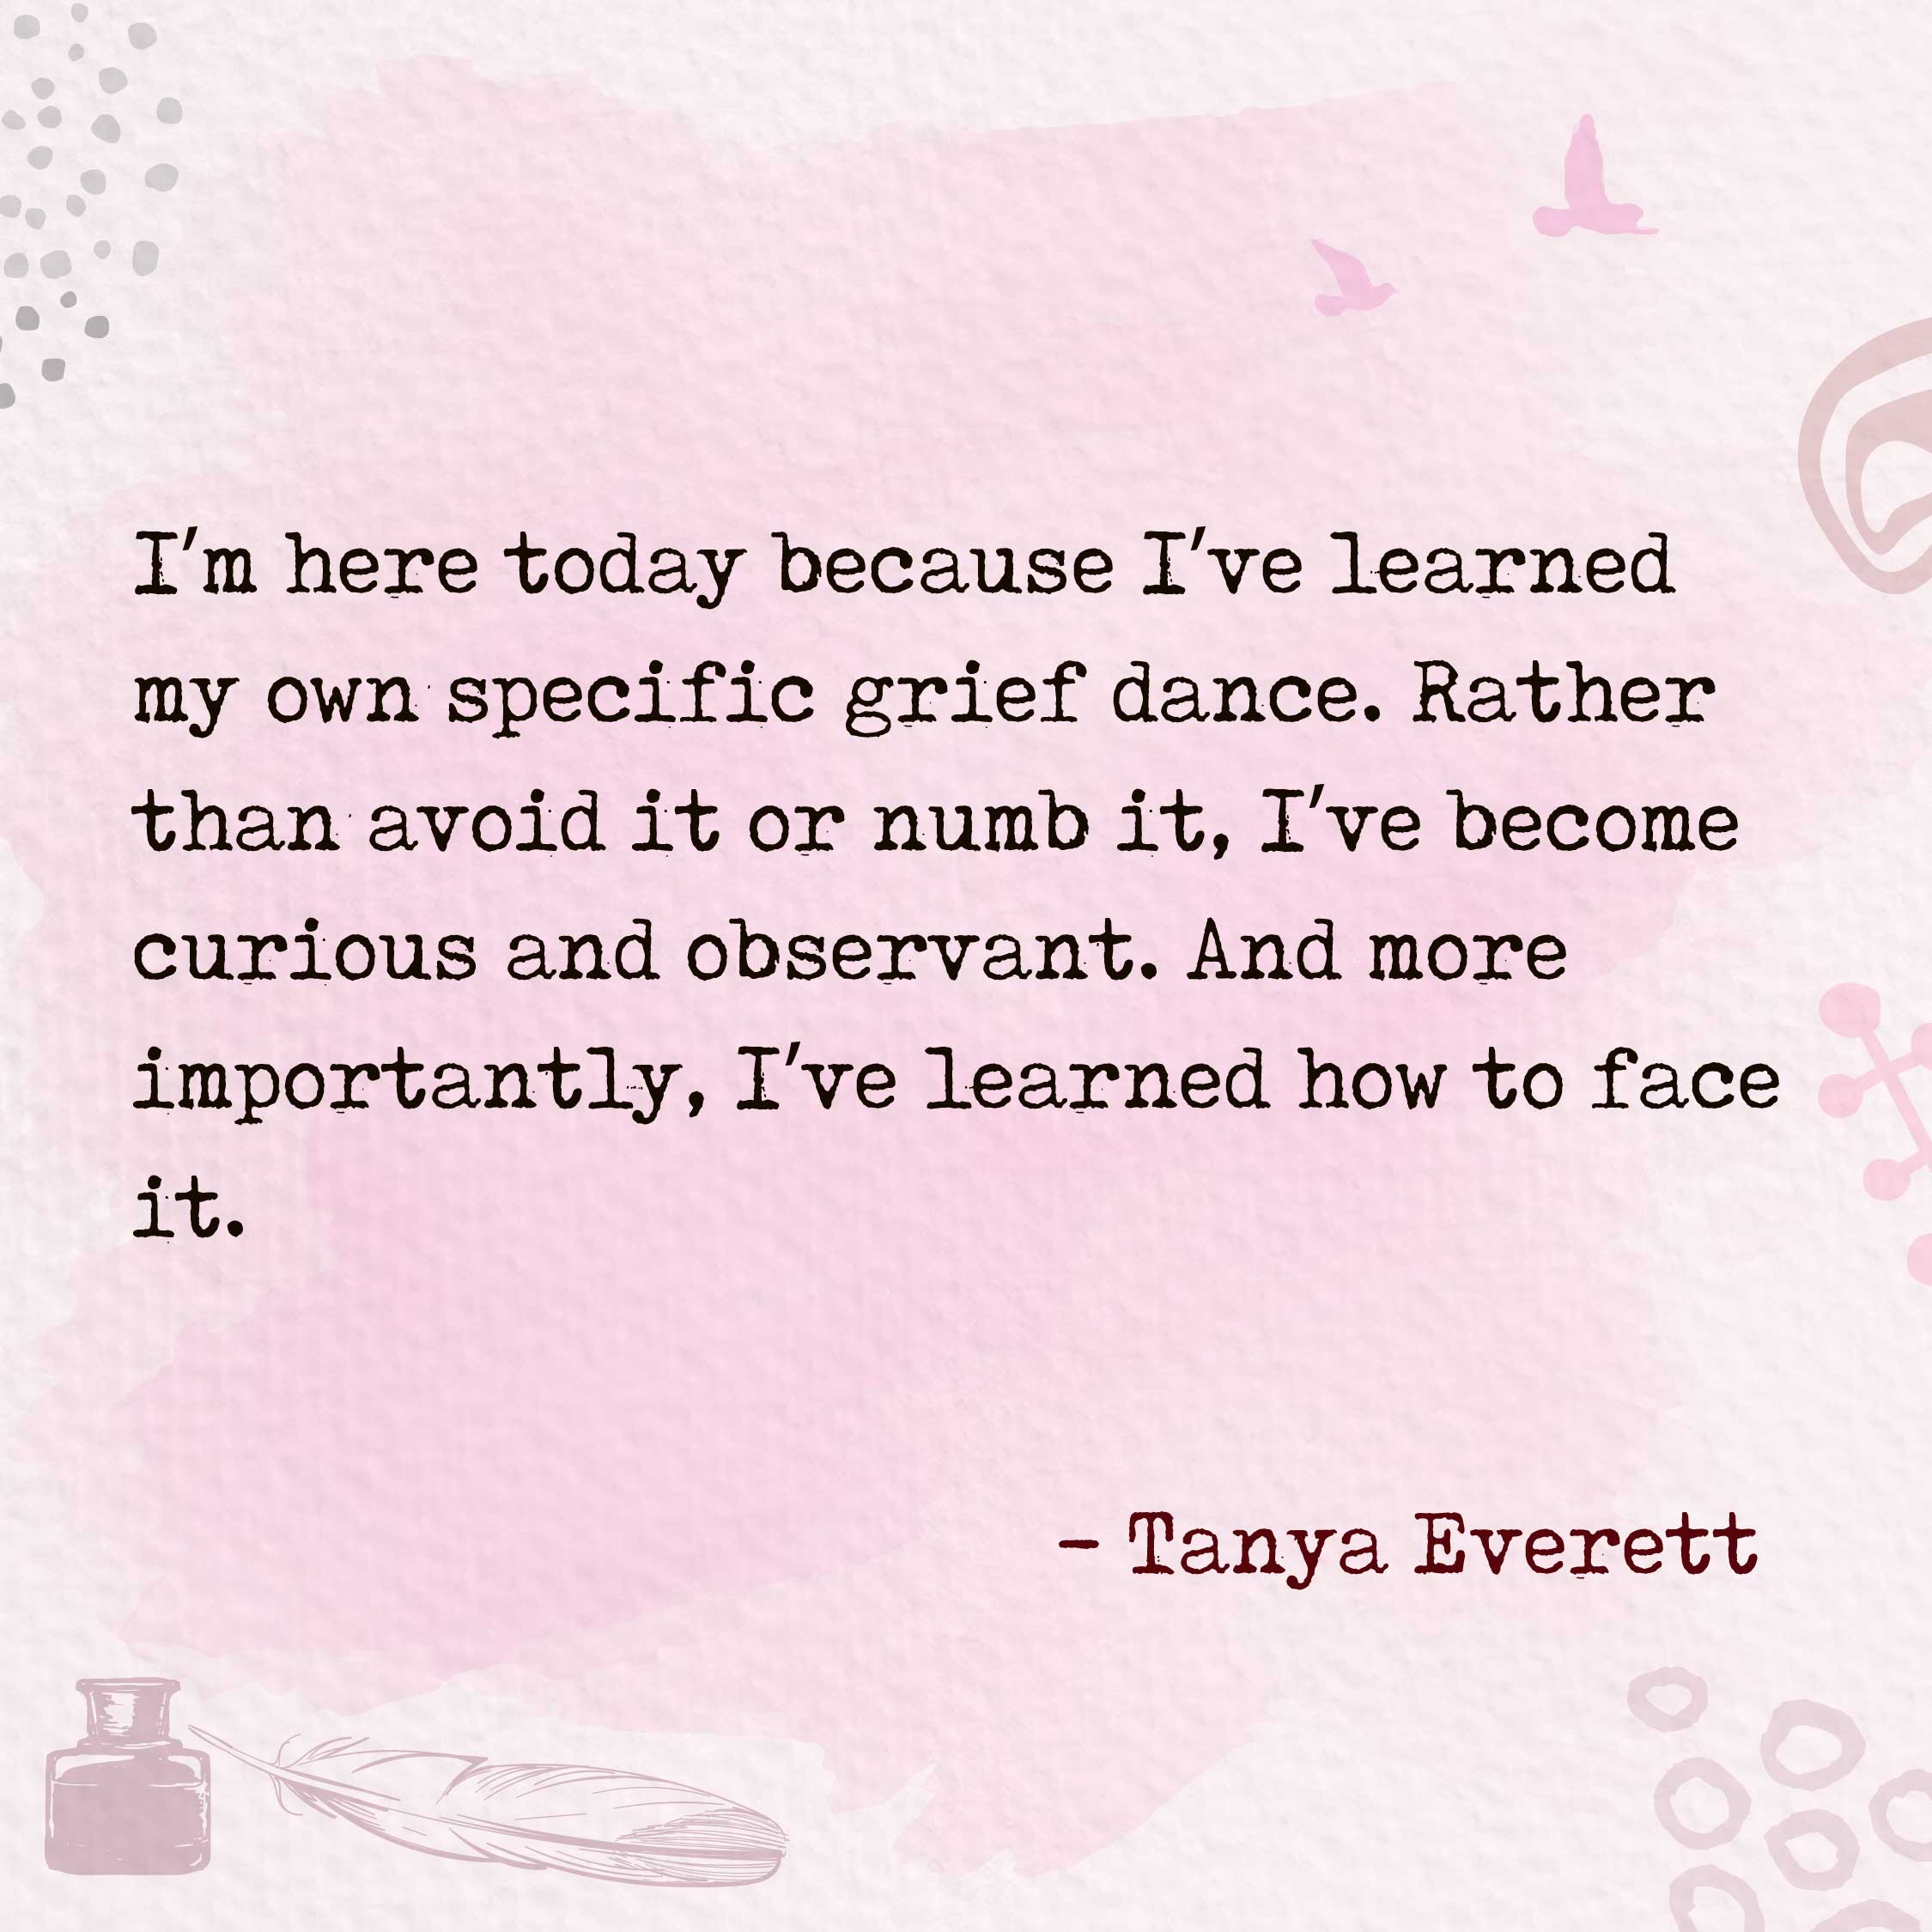 I'm here today because I've learned
my own specific grief dance. Rather
than avoid it or numb it, I've become
curious and observant. And more
importantly, I've learned how to face
it.
- Tanya Everett